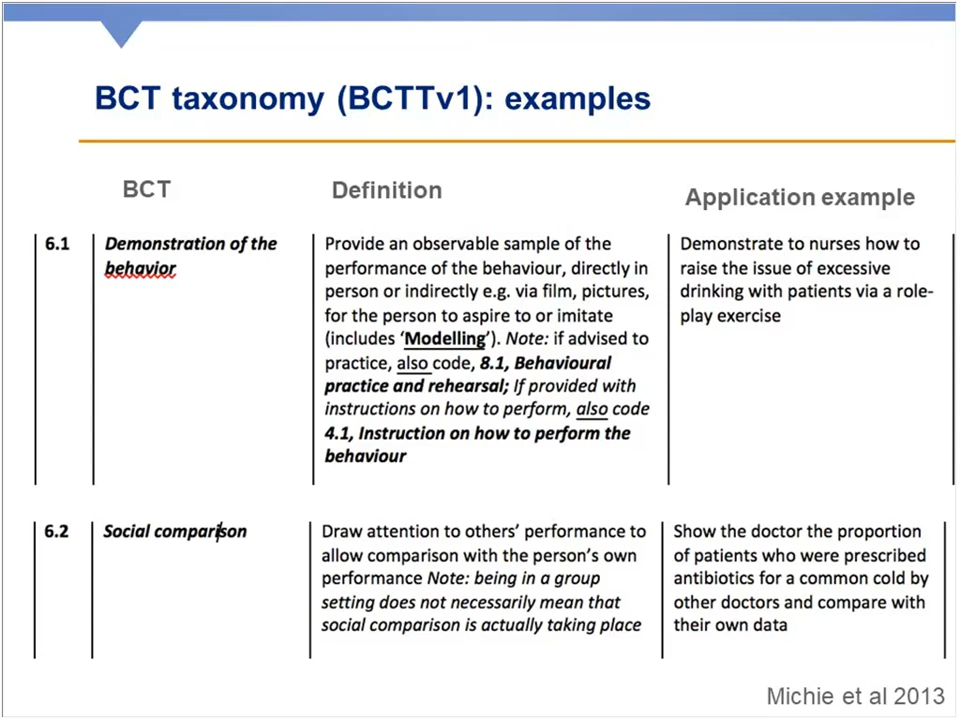 BCT taxonomy (BCTTv1): examples
BCT
Definition
Application example
6.1
Demonstration of the
behavior
Provide an observable sample of the
performance of the behaviour, directly in
person or indirectly e.g. via film, pictures,
for the person to aspire to or imitate
(includes ‘Modelling’). Note: if advised to
practice, also code, 8.1, Behavioural
practice and rehearsal; If provided with
instructions on how to perform, also code
4.1, Instruction on how to perform the
behaviour
Demonstrate to nurses how to
raise the issue of excessive
drinking with patients via a role-
play exercise
6.2
Social comparison
Draw attention to others’ performance to
allow comparison with the person’s own
performance Note: being in a group
setting does not necessarily mean that
social comparison is actually taking place
Show the doctor the proportion
of patients who were prescribed
antibiotics for a common cold by
other doctors and compare with
their own data
Michie et al 2013